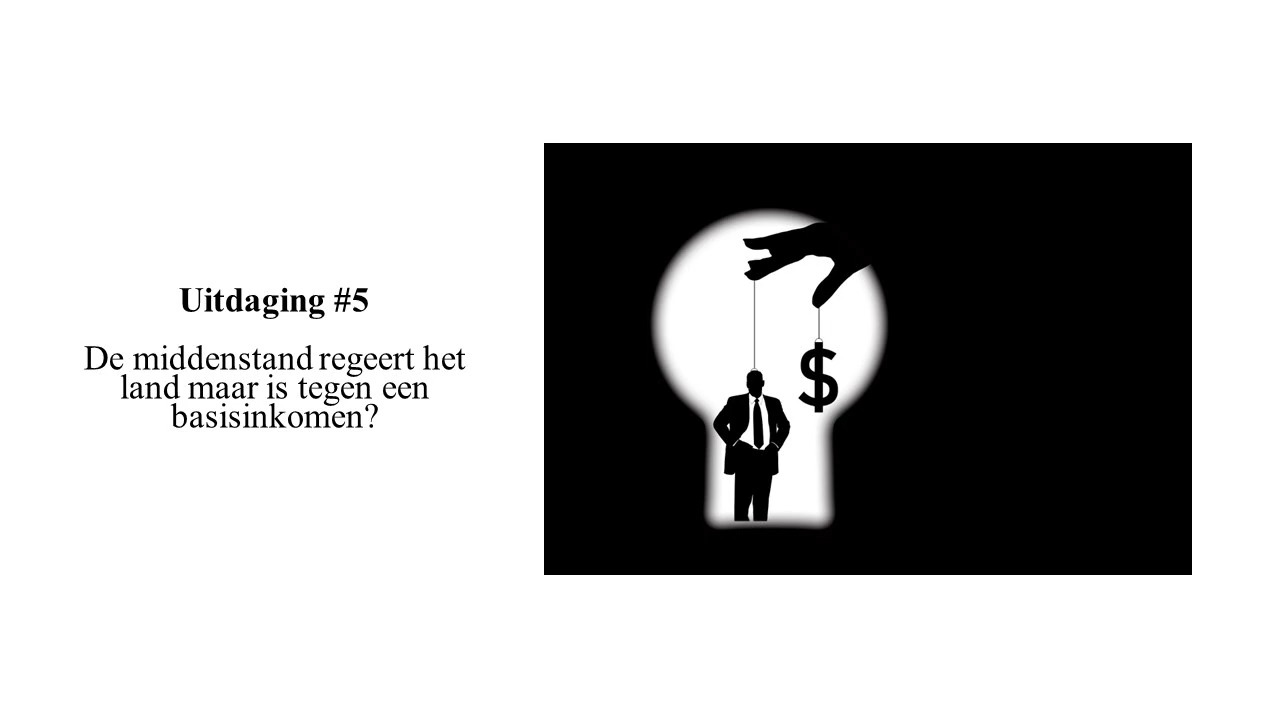 Uitdaging #5
De middenstand regeert het
land maar is tegen een
basisinkomen?
$